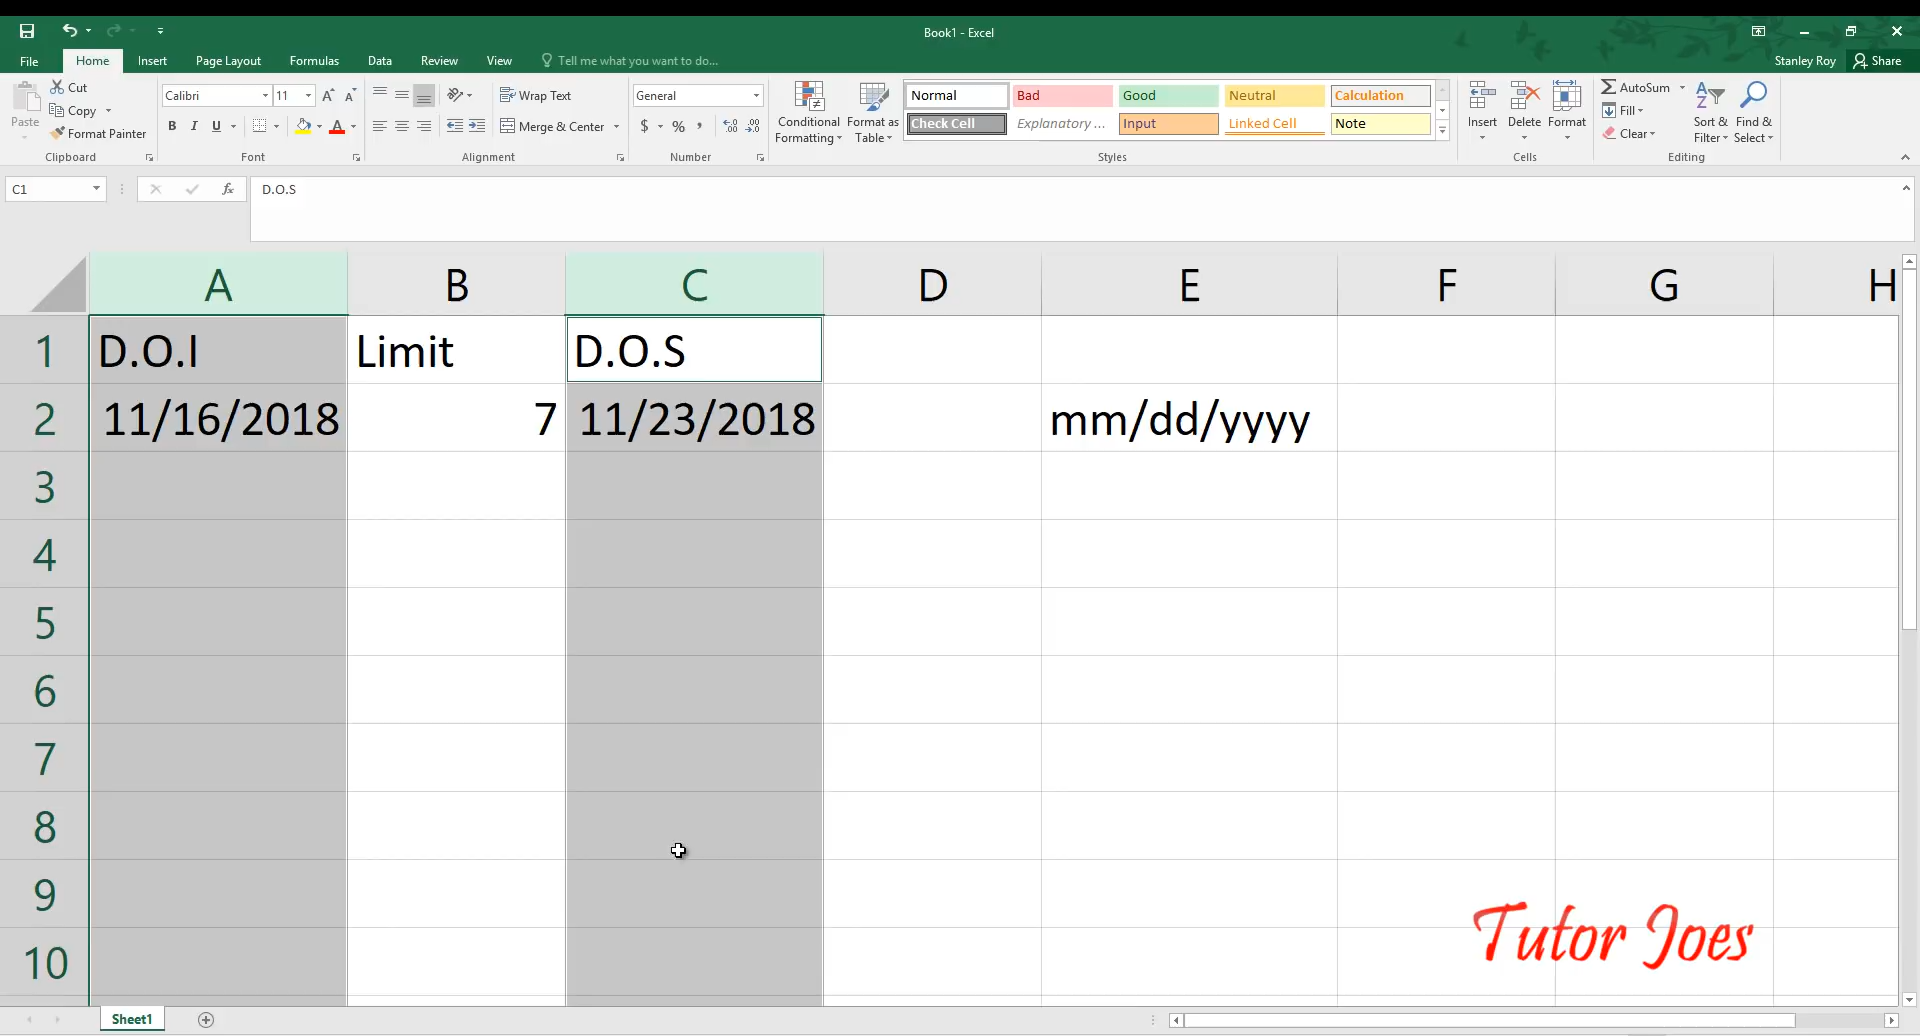 Book1 - Excel
File Home Insert Page Layout Formulas Data Review View Tell me what you want to do... Stanley Roy Share
Paste
Cut
Copy
Format Painter
Clipboard
Calibri 11
B I U
Font
Wrap Text
Merge & Center
Alignment
General
$ % ,
Number
Conditional Formatting
Format as Table
Normal Bad Good Neutral Calculation
Check Cell Explanatory ... Input Linked Cell Note
Styles
Insert Delete Format
Cells
AutoSum
Fill
Clear
Sort & Filter
Find & Select
Editing
C1 fx D.O.S
A B C D E F G H
1 D.O.I Limit D.O.S
2 11/16/2018 7 11/23/2018 mm/dd/yyyy
3
4
5
6
7
8
9
10
Tutor Joes
Sheet1